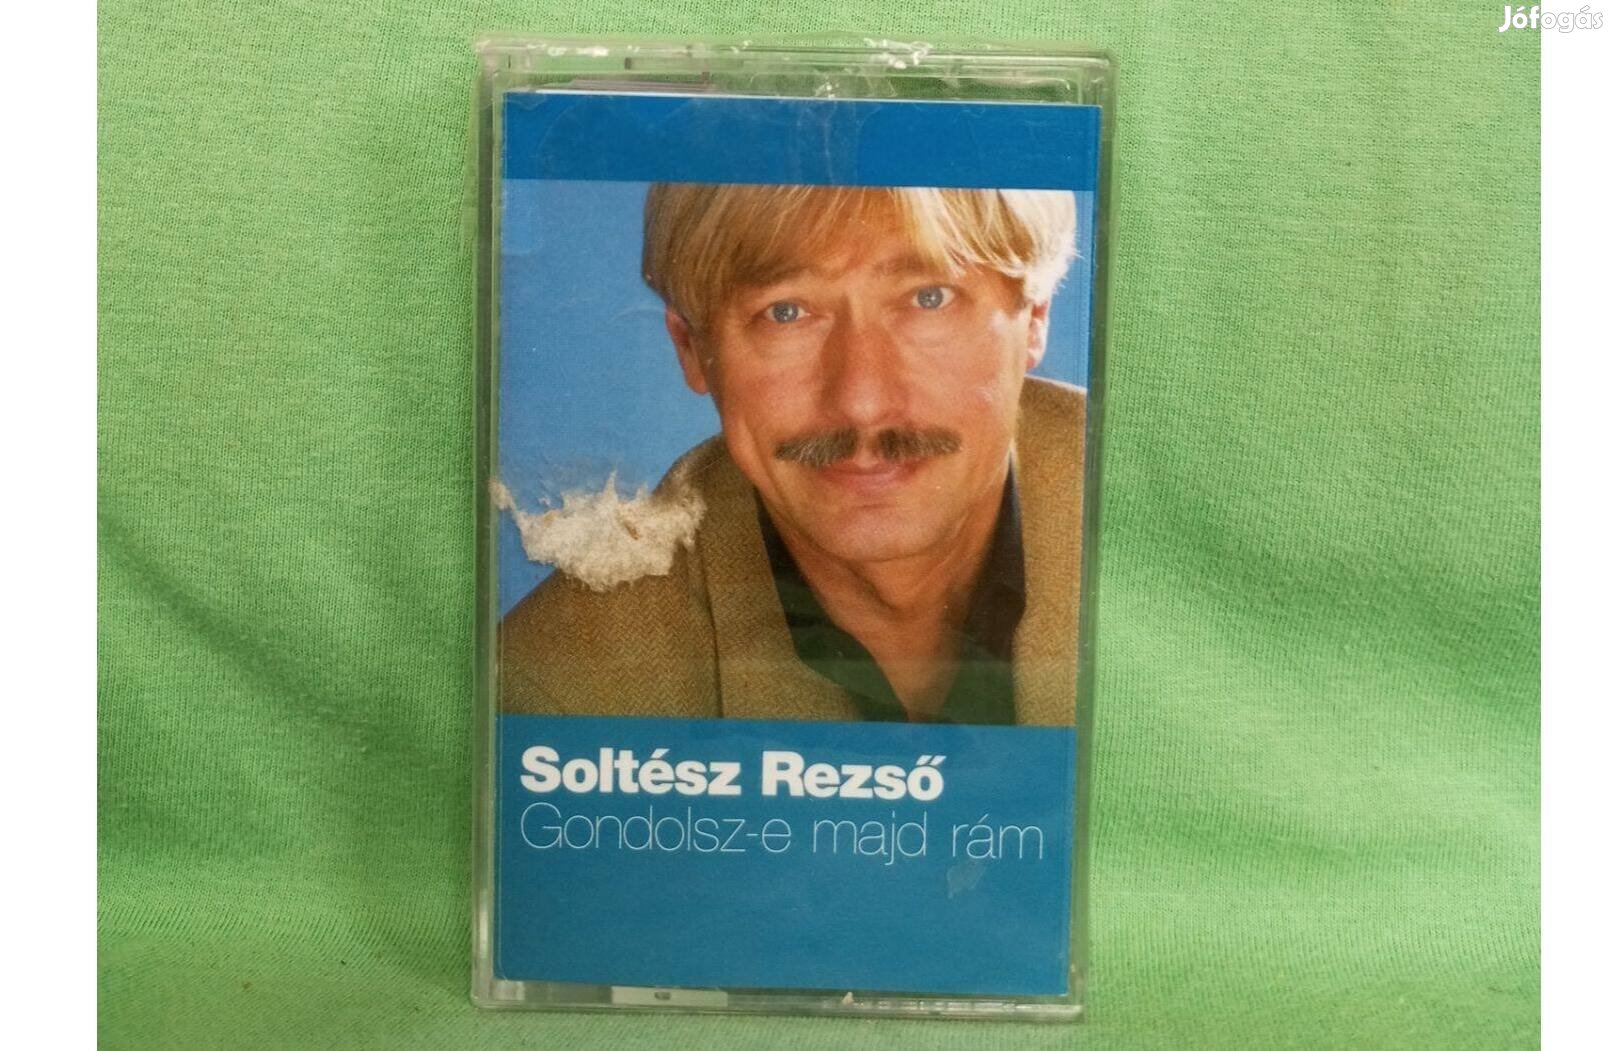 Jófogás
Soltész Rezső
Gondolsz-e majd rám